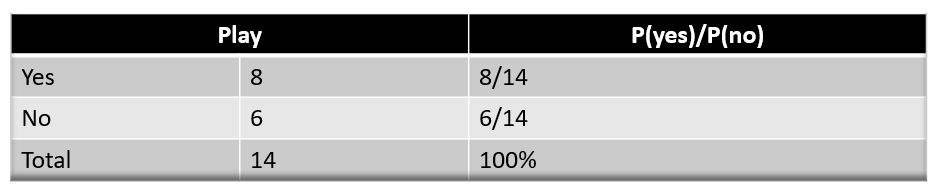 Play P(yes)/P(no)
Yes 8 8/14
No 6 6/14
Total 14 100%